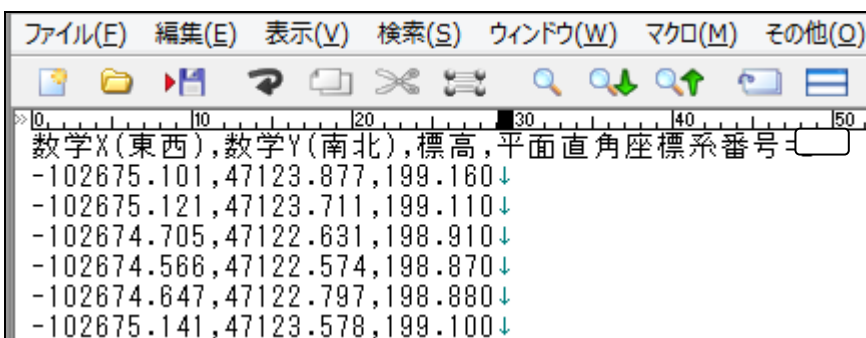 ファイル(F) 編集(E) 表示(V) 検索(S) ウィンドウ(W) マクロ(M) その他(O)
0 10 20 30 40 50
数学X(東西),数学Y(南北),標高,平面直角座標系番号=
-102675.101,47123.877,199.160↓
-102675.121,47123.711,199.110↓
-102674.705,47122.631,198.910↓
-102674.566,47122.574,198.870↓
-102674.647,47122.797,198.880↓
-102675.141,47123.578,199.100↓